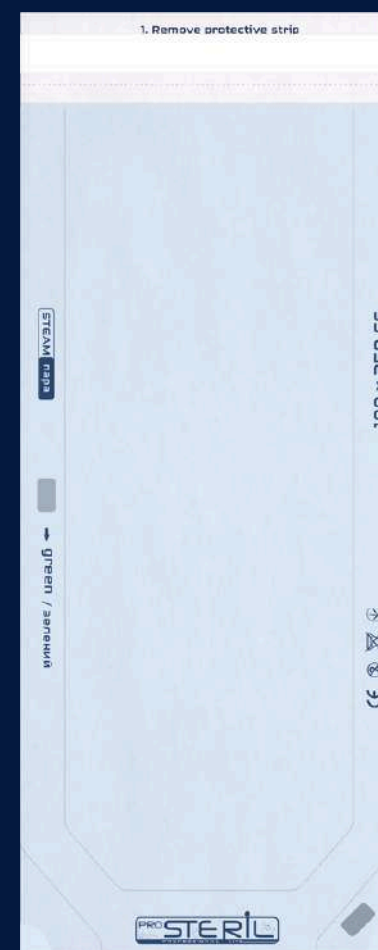 1. Remove protective strip
STEAM пара
→ green / зелений
PRO STERIL